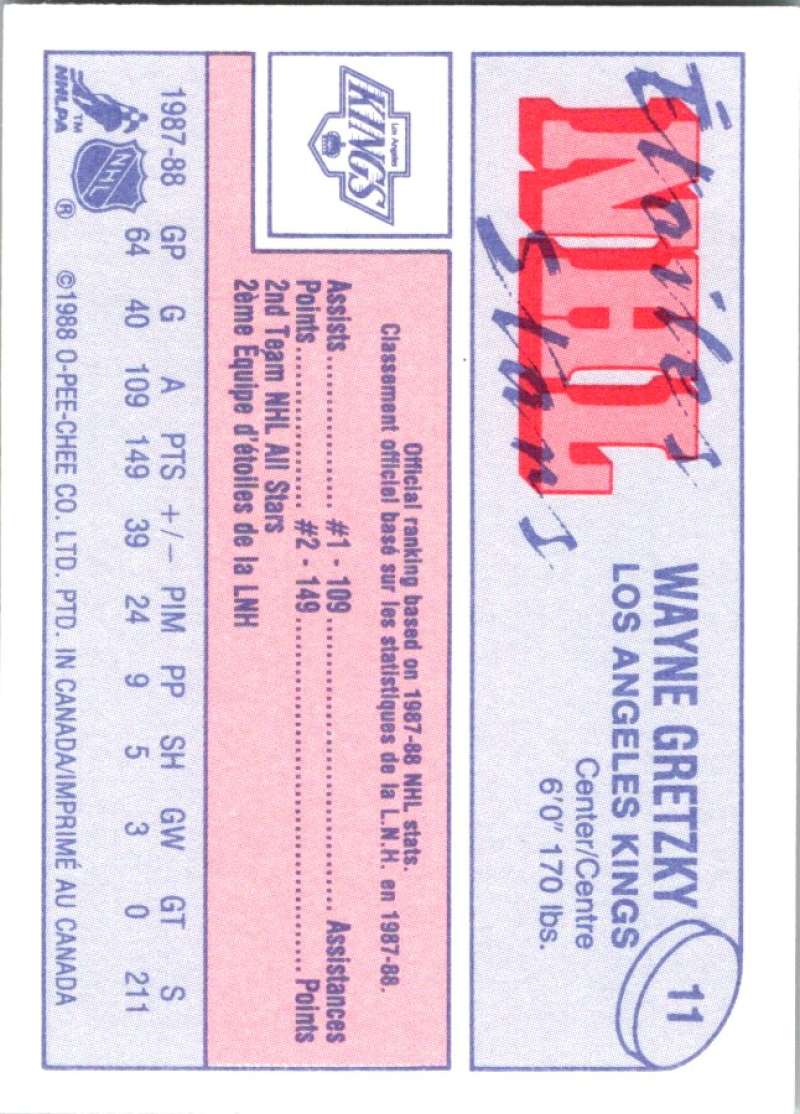 Étoiles
NHL
Stars
WAYNE GRETZKY
LOS ANGELES KINGS
Center/Centre
6'0" 170 lbs.
11
Los Angeles
KINGS
Official ranking based on 1987-88 NHL stats.
Classement officiel basé sur les statistiques de la L.N.H. en 1987-88.
Assists.................... #1 - 109.................................. Assistances
Points..................... #2 - 149........................................ Points
2nd Team NHL All Stars
2ème Equipe d'étoiles de la LNH
1987-88 GP G A PTS +/− PIM PP SH GW GT S
64 40 109 149 39 24 9 5 3 0 211
NHLPA TM NHL ® ©1988 O-PEE-CHEE CO. LTD. PTD. IN CANADA/IMPRIMÉ AU CANADA